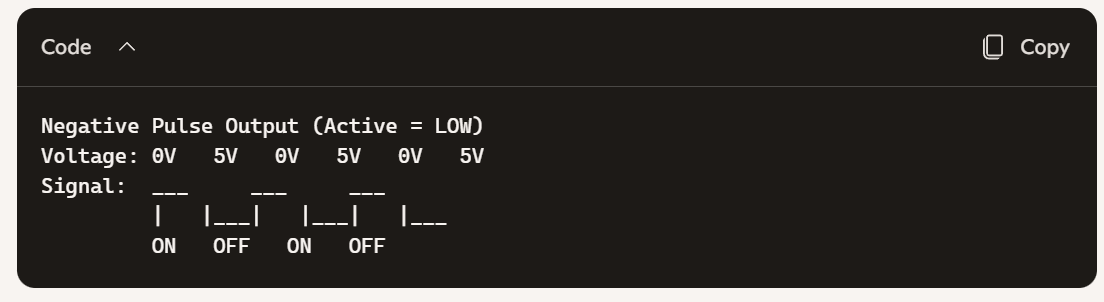 Code
Copy
Negative Pulse Output (Active = LOW)
Voltage: 0V   5V   0V   5V   0V   5V
Signal:  ___     ___     ___
         |   |___|   |___|   |___
         ON   OFF   ON   OFF